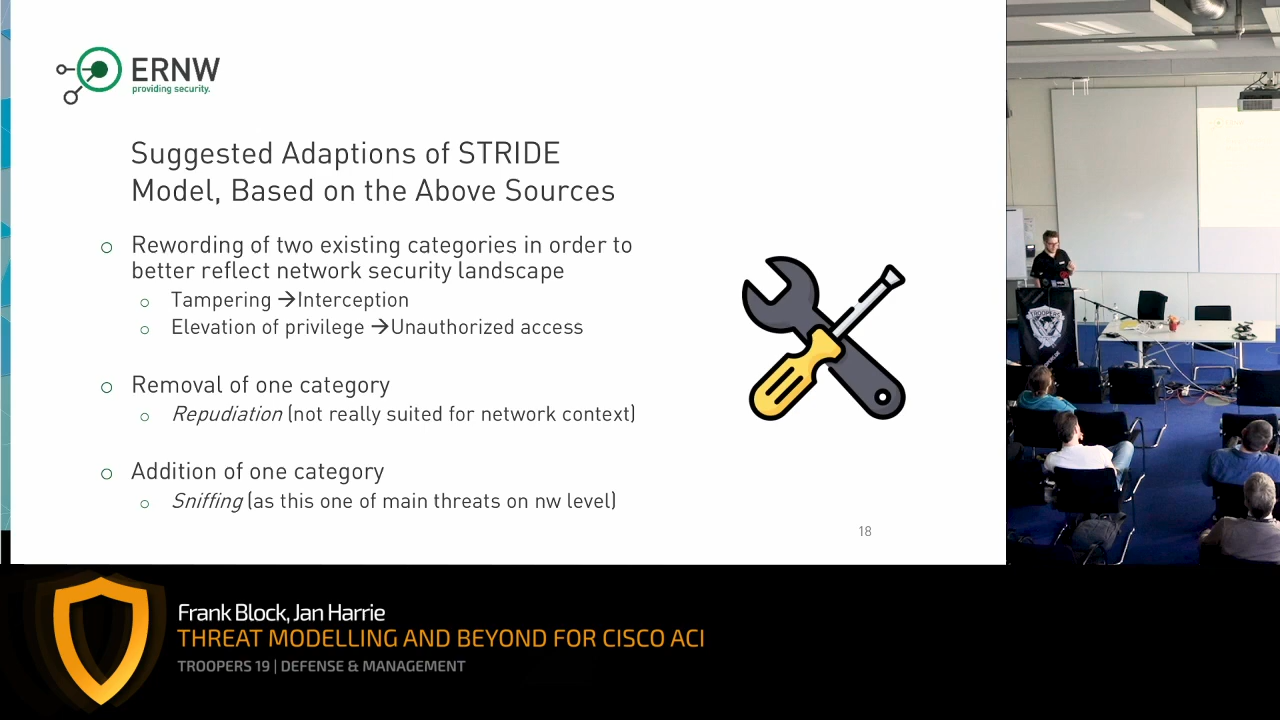 ERNW
providing security.
Suggested Adaptions of STRIDE
Model, Based on the Above Sources
Rewording of two existing categories in order to
better reflect network security landscape
Tampering →Interception
Elevation of privilege →Unauthorized access
Removal of one category
Repudiation (not really suited for network context)
Addition of one category
Sniffing (as this one of main threats on nw level)
18
TROOPERS
Frank Block, Jan Harrie
THREAT MODELLING AND BEYOND FOR CISCO ACI
TROOPERS 19 | DEFENSE & MANAGEMENT